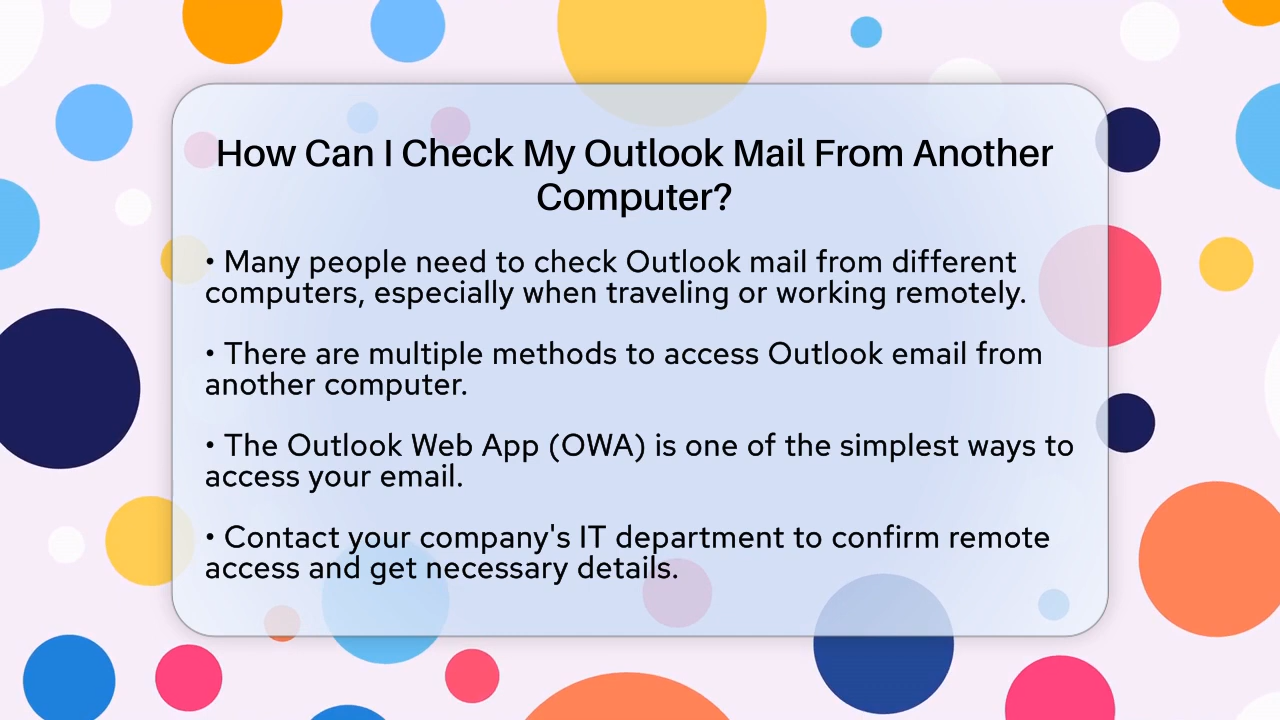 How Can I Check My Outlook Mail From Another
Computer?
• Many people need to check Outlook mail from different
computers, especially when traveling or working remotely.
• There are multiple methods to access Outlook email from
another computer.
• The Outlook Web App (OWA) is one of the simplest ways to
access your email.
• Contact your company's IT department to confirm remote
access and get necessary details.